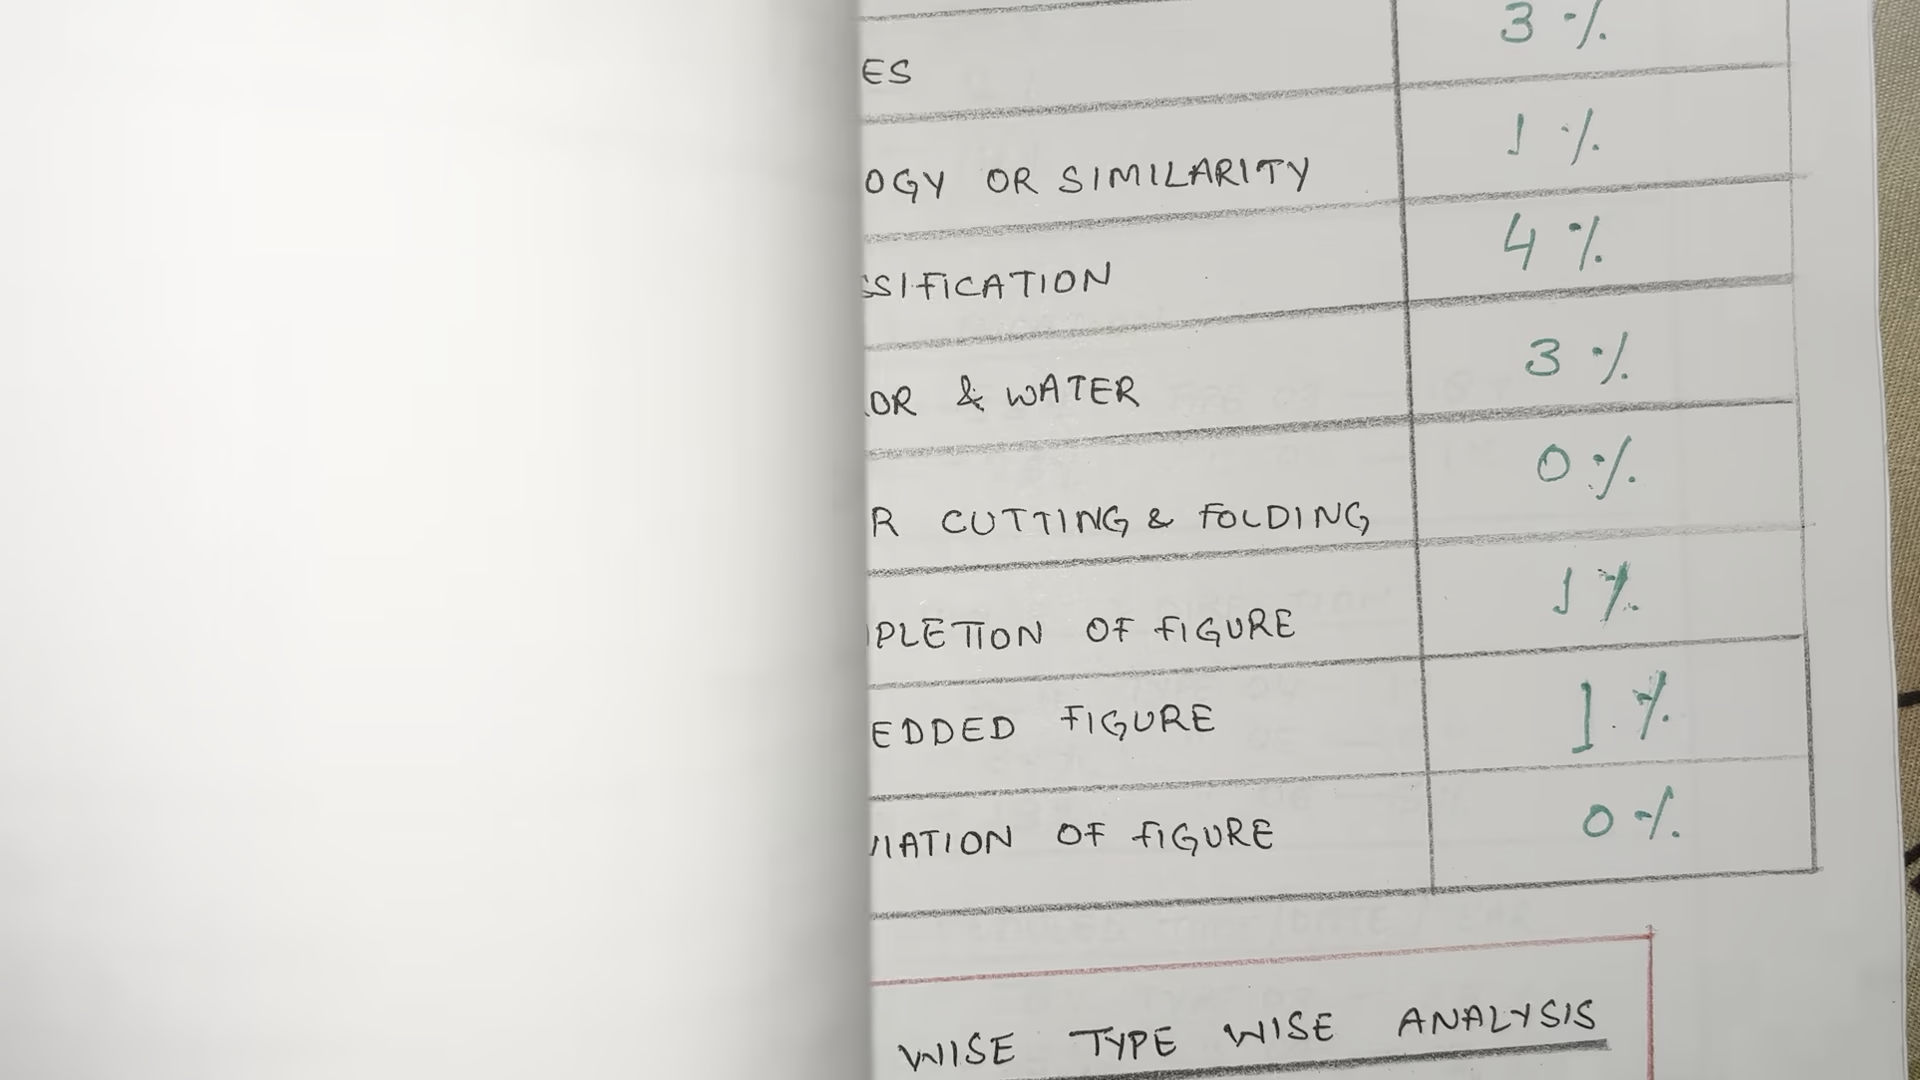 3 %
ES
1 %
OGY OR SIMILARITY
4 %
SSIFICATION
3 %
OR & WATER
0 %
R CUTTING & FOLDING
1 %
PLETION OF FIGURE
1 %
EDDED FIGURE
0 %
IATION OF FIGURE
WISE TYPE WISE ANALYSIS